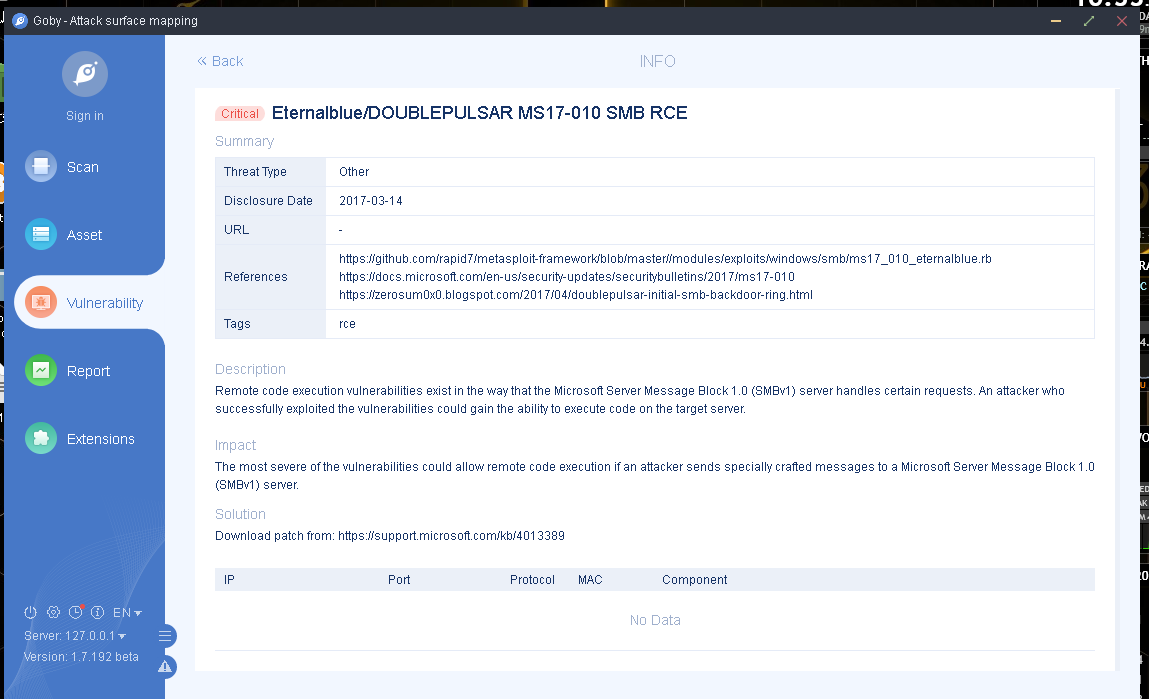 Goby - Attack surface mapping
Sign in
Scan
Asset
Vulnerability
Report
Extensions
EN
Server: 127.0.0.1
Version: 1.7.192 beta
« Back
INFO
Critical Eternalblue/DOUBLEPULSAR MS17-010 SMB RCE
Summary
Threat Type Other
Disclosure Date 2017-03-14
URL -
References
https://github.com/rapid7/metasploit-framework/blob/master//modules/exploits/windows/smb/ms17_010_eternalblue.rb
https://docs.microsoft.com/en-us/security-updates/securitybulletins/2017/ms17-010
https://zerosum0x0.blogspot.com/2017/04/doublepulsar-initial-smb-backdoor-ring.html
Tags rce
Description
Remote code execution vulnerabilities exist in the way that the Microsoft Server Message Block 1.0 (SMBv1) server handles certain requests. An attacker who
successfully exploited the vulnerabilities could gain the ability to execute code on the target server.
Impact
The most severe of the vulnerabilities could allow remote code execution if an attacker sends specially crafted messages to a Microsoft Server Message Block 1.0
(SMBv1) server.
Solution
Download patch from: https://support.microsoft.com/kb/4013389
IP Port Protocol MAC Component
No Data